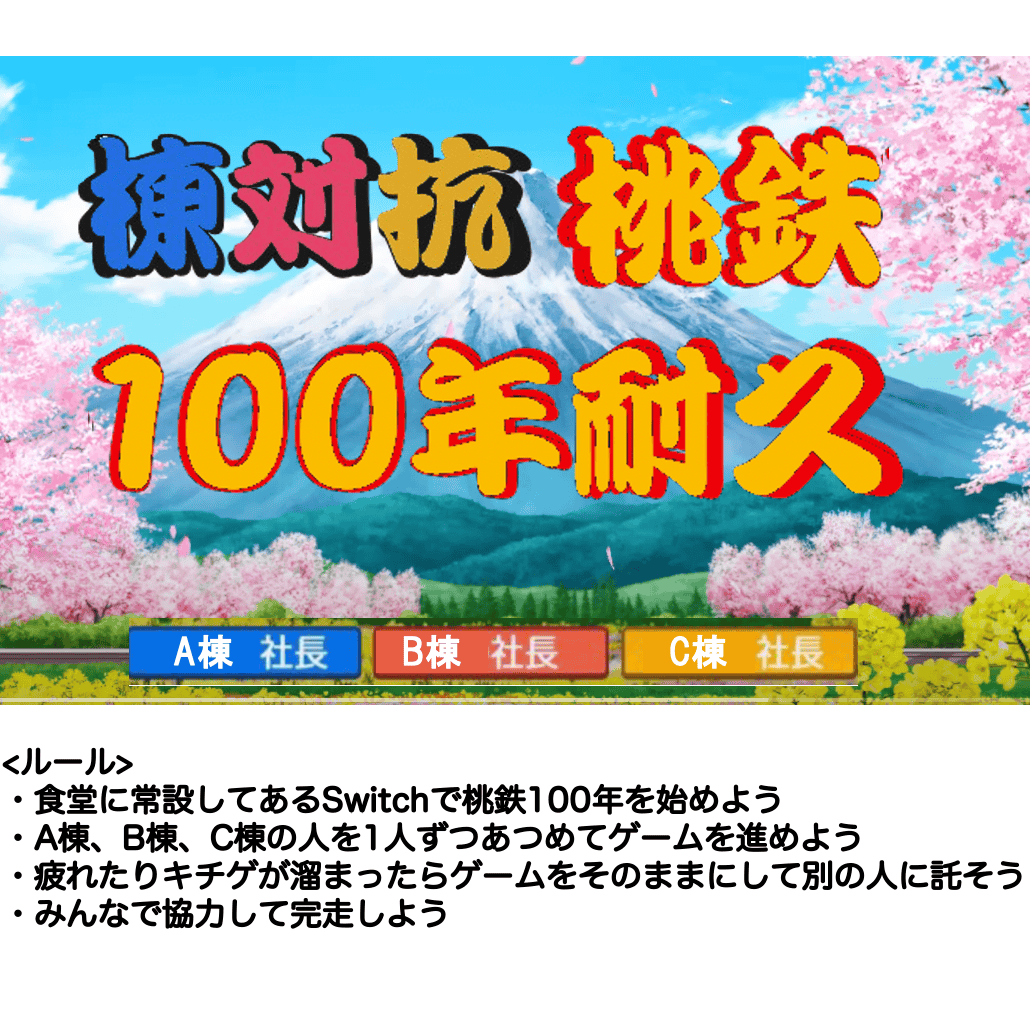 棟対抗 桃鉄
100年耐久
A棟 社長 B棟 社長 C棟 社長
<ルール>
・食堂に常設してあるSwitchで桃鉄100年を始めよう
・A棟、B棟、C棟の人を1人ずつあつめてゲームを進めよう
・疲れたりキチゲが溜まったらゲームをそのままにして別の人に託そう
・みんなで協力して完走しよう